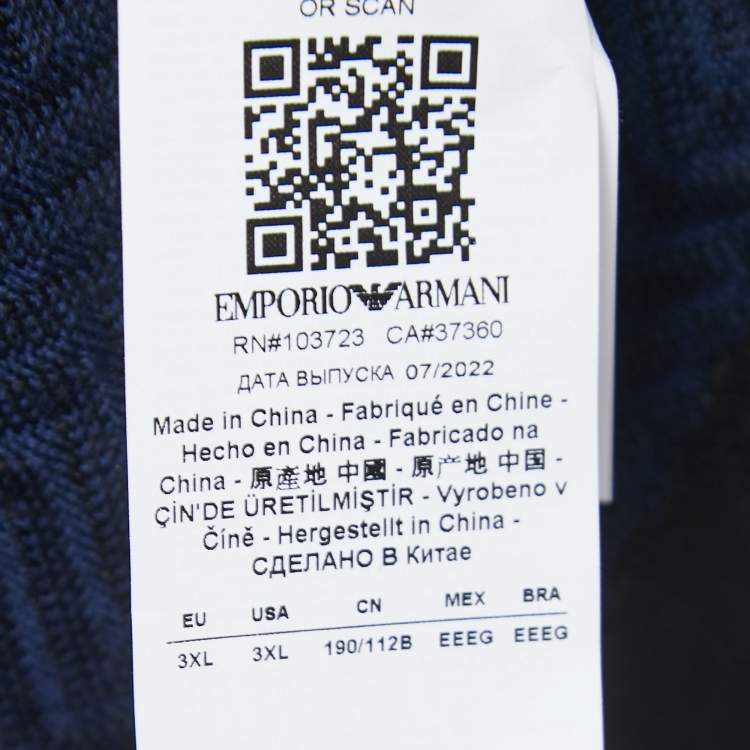 OR SCAN
EMPORIO ARMANI
RN#103723 CA#37360
ДАТА ВЫПУСКА 07/2022
Made in China - Fabriqué en Chine -
Hecho en China - Fabricado na
China - 原產地 中國 - 原产地 中国 -
ÇİN'DE ÜRETİLMİŞTİR - Vyrobeno v
Číně - Hergestellt in China -
СДЕЛАНО В Китае
EU USA CN MEX BRA
3XL 3XL 190/112B EEEG EEEG